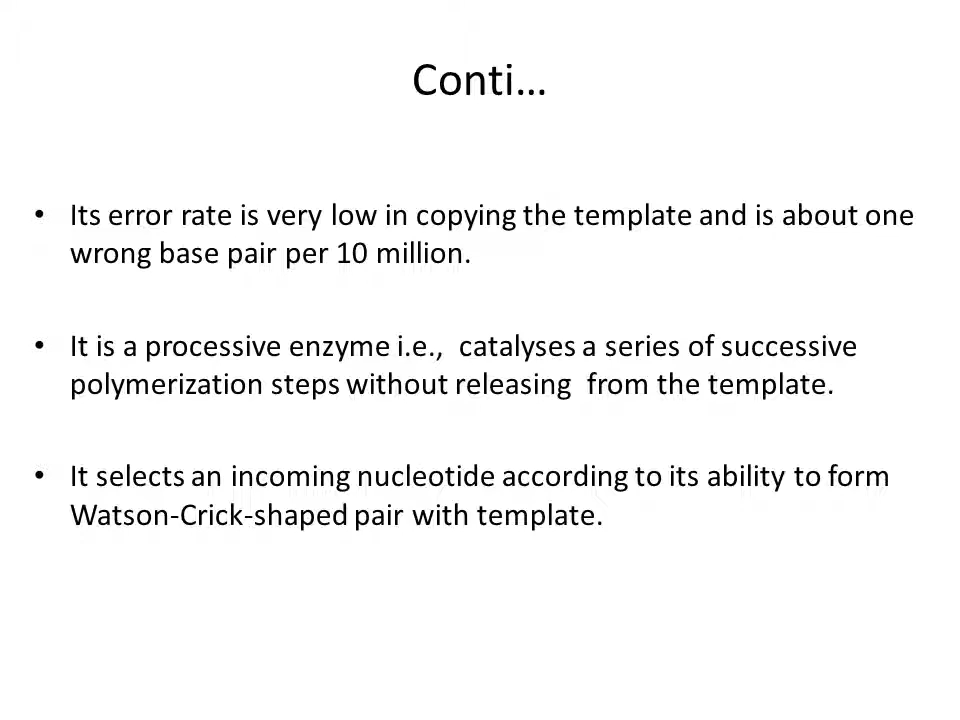 Conti…
• Its error rate is very low in copying the template and is about one
wrong base pair per 10 million.
• It is a processive enzyme i.e.,  catalyses a series of successive
polymerization steps without releasing  from the template.
• It selects an incoming nucleotide according to its ability to form
Watson-Crick-shaped pair with template.